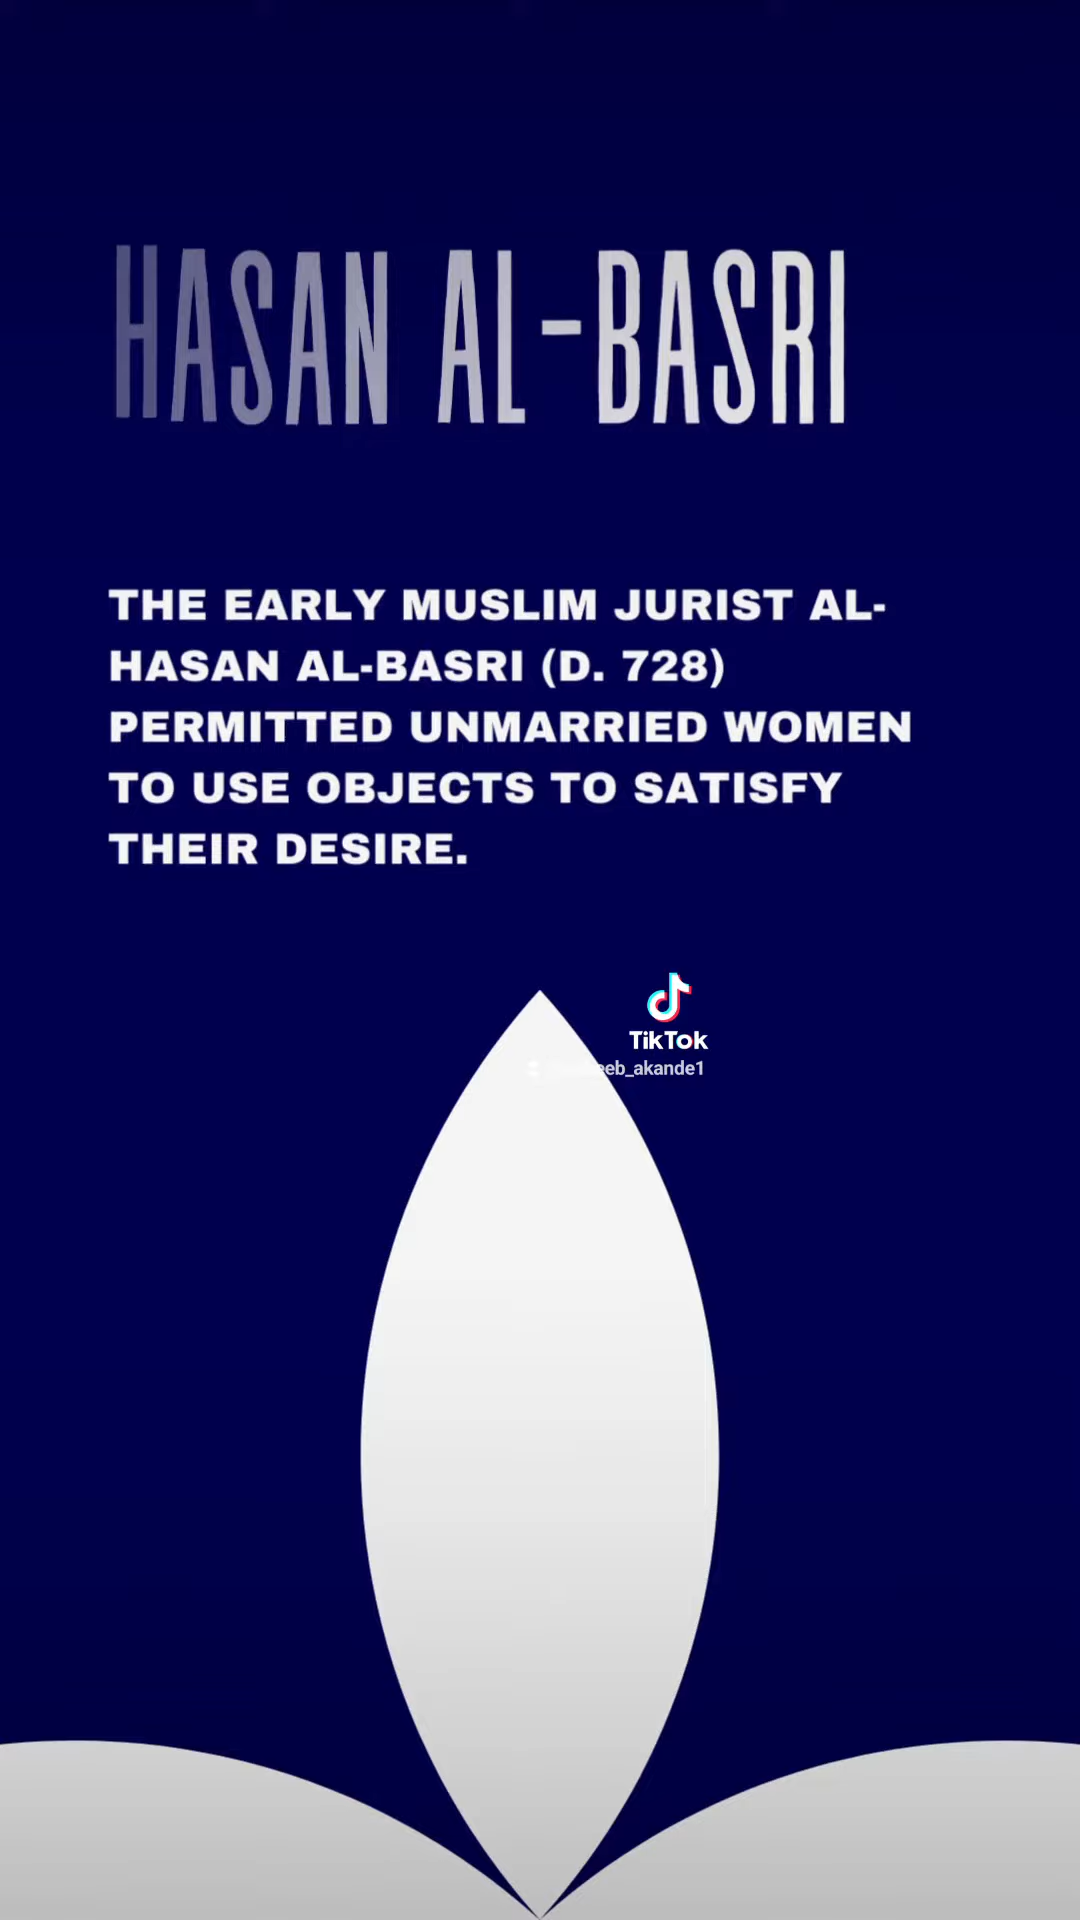 HASAN AL-BASRI
THE EARLY MUSLIM JURIST AL-
HASAN AL-BASRI (D. 728)
PERMITTED UNMARRIED WOMEN
TO USE OBJECTS TO SATISFY
THEIR DESIRE.
TikTok